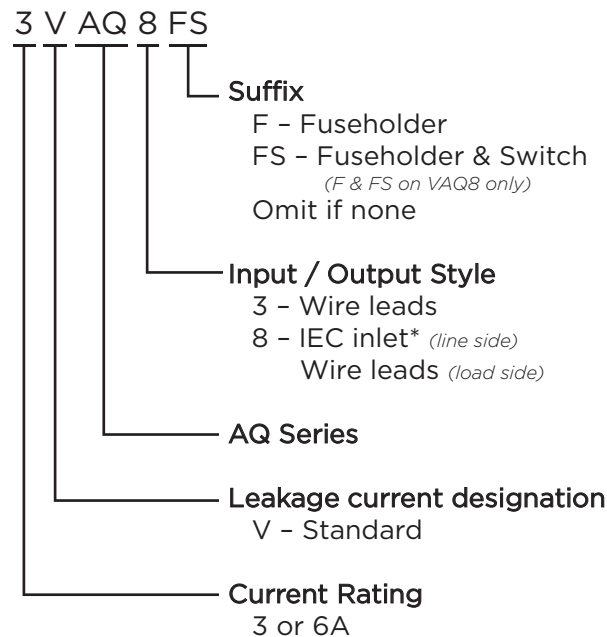 3 V AQ 8 FS
Suffix
F – Fuseholder
FS – Fuseholder & Switch
(F & FS on VAQ8 only)
Omit if none
Input / Output Style
3 – Wire leads
8 – IEC inlet* (line side)
Wire leads (load side)
AQ Series
Leakage current designation
V – Standard
Current Rating
3 or 6A